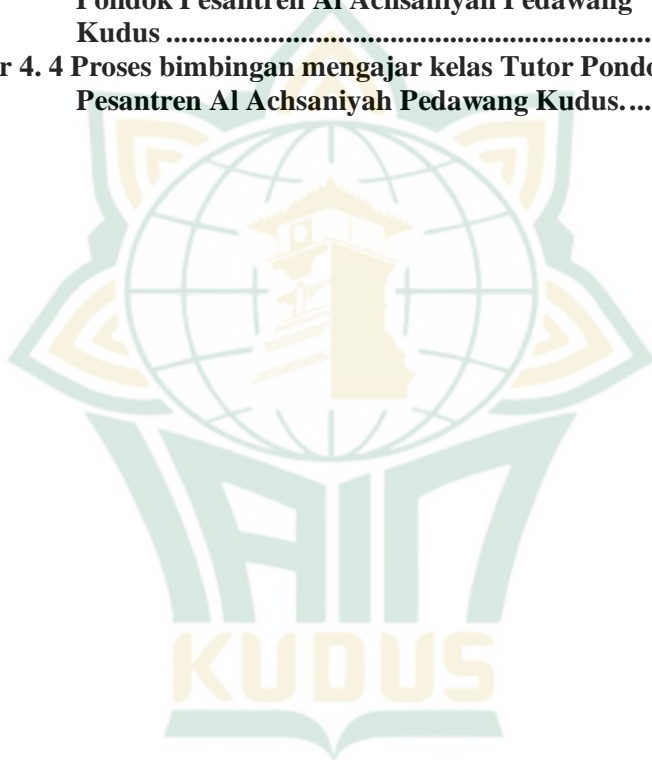 Pondok Pesantren Al Achsaniyah Pedawang
Kudus ..................................................................
r 4. 4 Proses bimbingan mengajar kelas Tutor Pondo
Pesantren Al Achsaniyah Pedawang Kudus....
IAIN
KUDUS